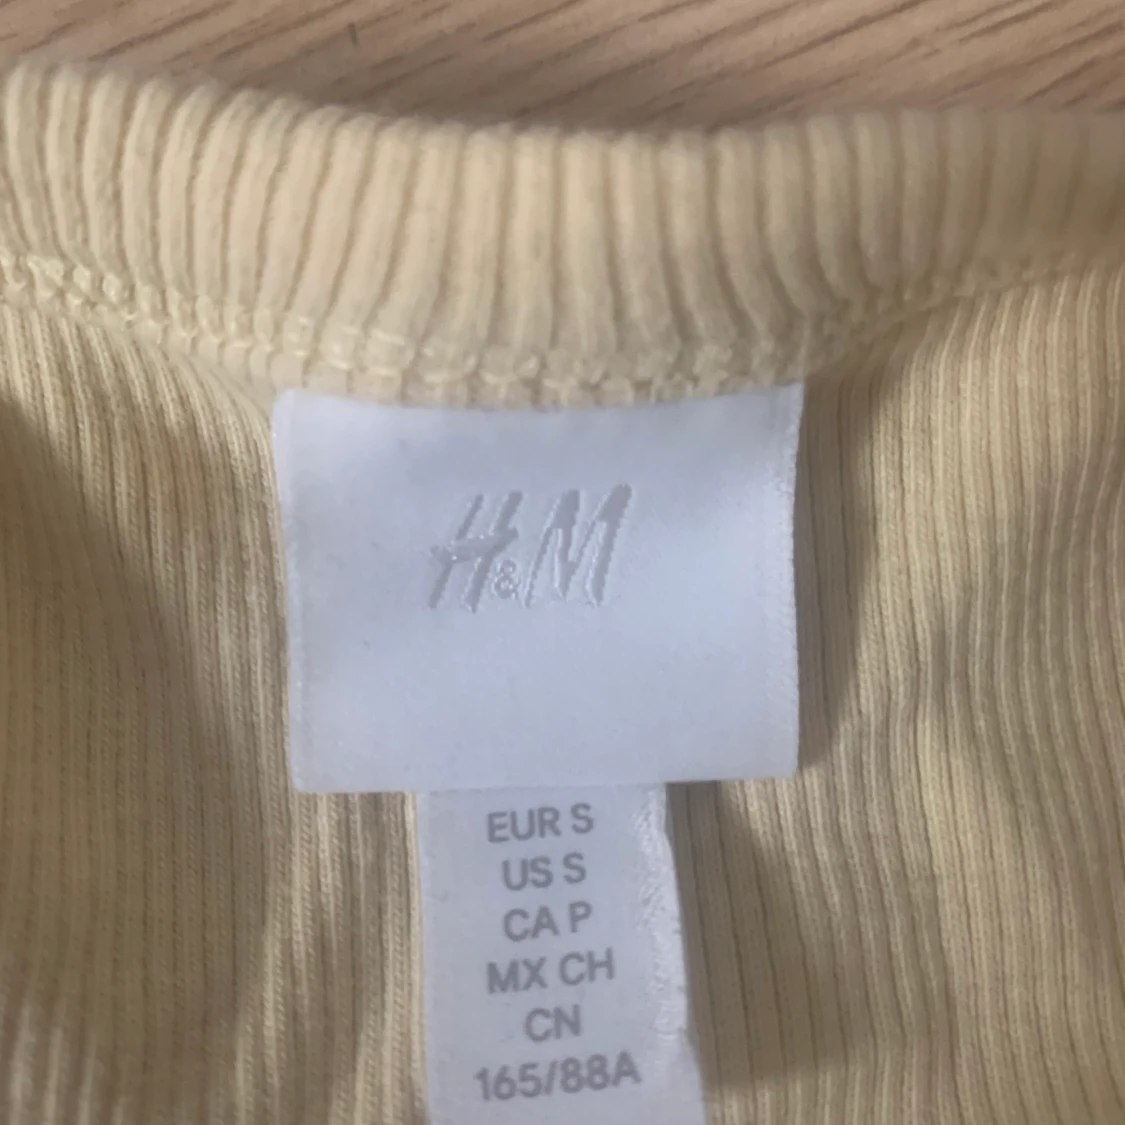 H&M
EUR S
US S
CA P
MX CH
CN
165/88A